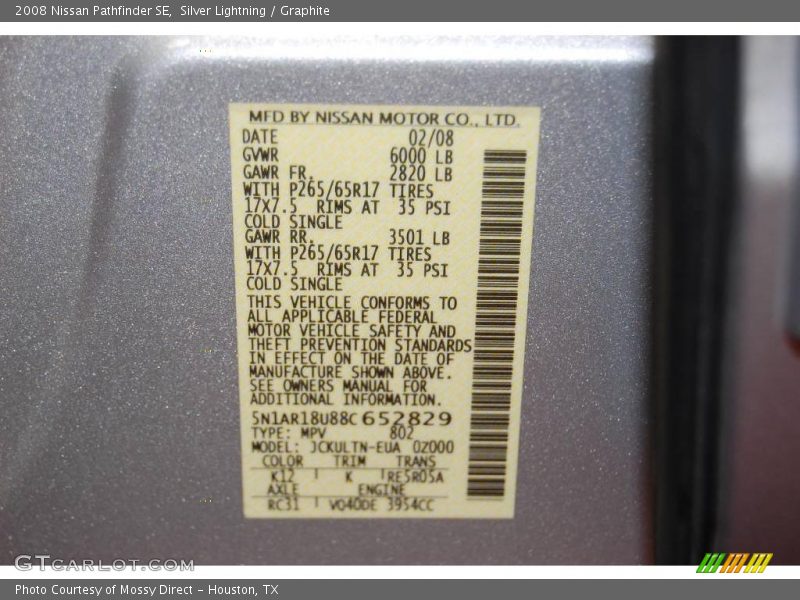 2008 Nissan Pathfinder SE,  Silver Lightning / Graphite
MFD BY NISSAN MOTOR CO., LTD.
DATE 02/08
GVWR 6000 LB
GAWR FR. 2820 LB
WITH P265/65R17 TIRES
17X7.5 RIMS AT 35 PSI
COLD SINGLE
GAWR RR. 3501 LB
WITH P265/65R17 TIRES
17X7.5 RIMS AT 35 PSI
COLD SINGLE
THIS VEHICLE CONFORMS TO
ALL APPLICABLE FEDERAL
MOTOR VEHICLE SAFETY AND
THEFT PREVENTION STANDARDS
IN EFFECT ON THE DATE OF
MANUFACTURE SHOWN ABOVE.
SEE OWNERS MANUAL FOR
ADDITIONAL INFORMATION.
5N1AR18U88C652829
TYPE: MPV 802
MODEL: JCKULTN-EUA 0Z000
COLOR TRIM TRANS
K12 K RE5R05A
AXLE ENGINE
RC31 VQ40DE 3954CC
GTcarlot.com
Photo Courtesy of Mossy Direct - Houston, TX